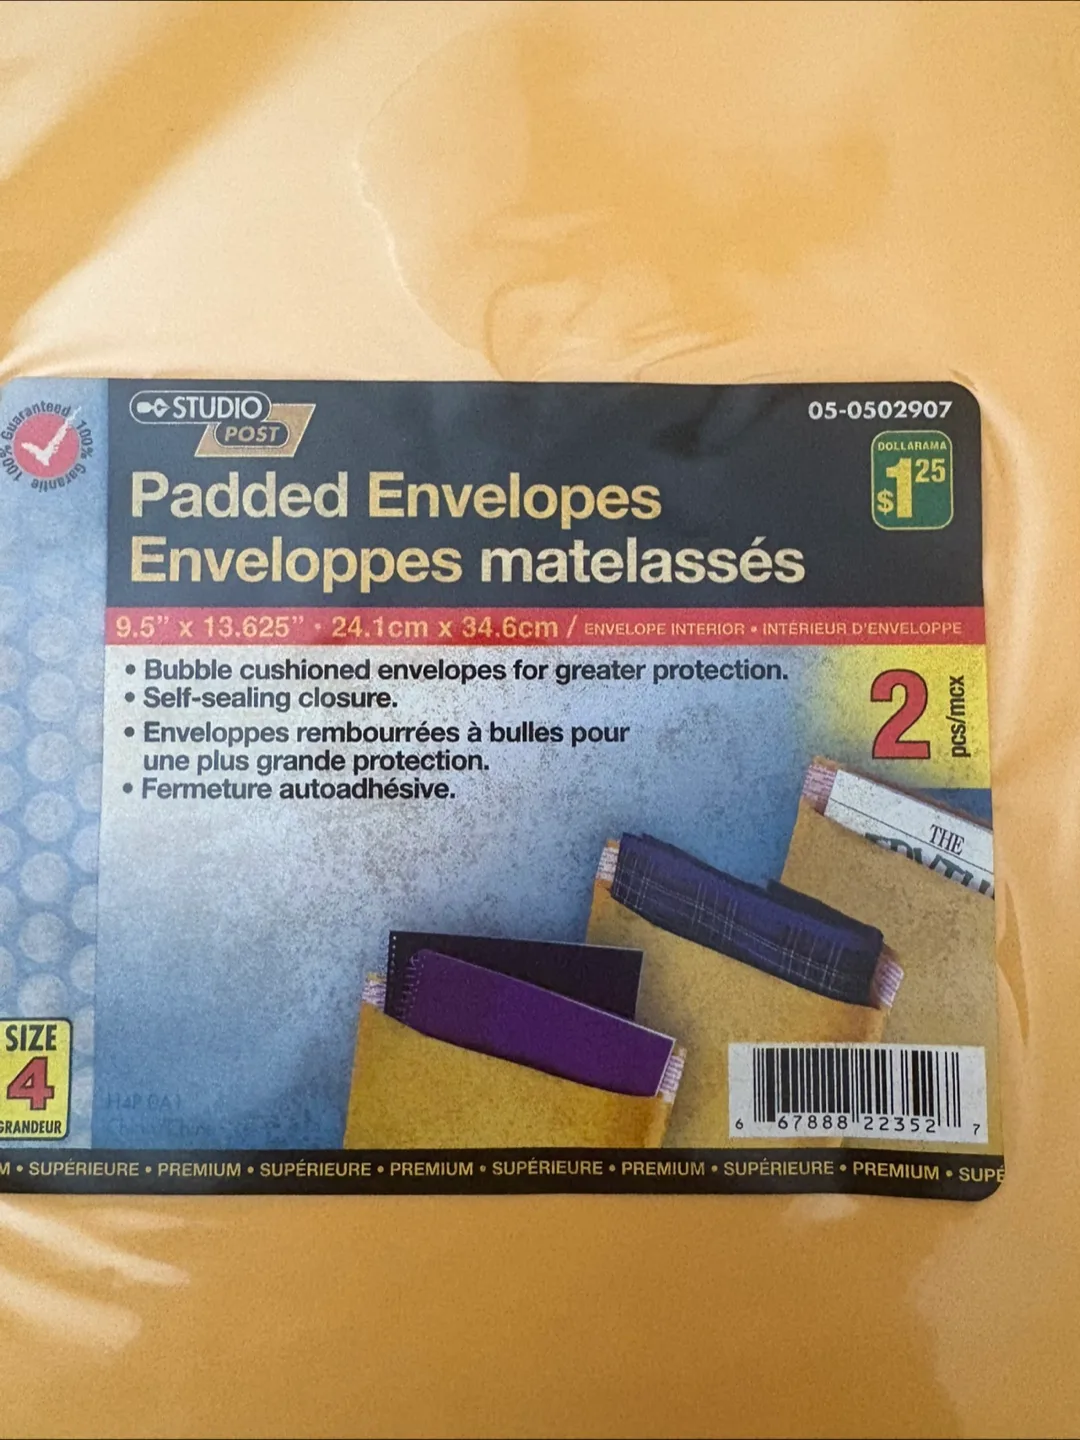 Guaranteed 100%
100% Garantie
STUDIO
POST
05-0502907
DOLLARAMA
$1 25
Padded Envelopes
Enveloppes matelassés
9.5” x 13.625” • 24.1cm x 34.6cm / ENVELOPE INTERIOR • INTÉRIEUR D'ENVELOPPE
• Bubble cushioned envelopes for greater protection.
• Self-sealing closure.
• Enveloppes rembourrées à bulles pour
une plus grande protection.
• Fermeture autoadhésive.
2
pcs/mcx
THE
SIZE
4
GRANDEUR
6 67888 22352 7
M • SUPÉRIEURE • PREMIUM • SUPÉRIEURE • PREMIUM • SUPÉRIEURE • PREMIUM • SUPÉRIEURE • PREMIUM • SUPÉ